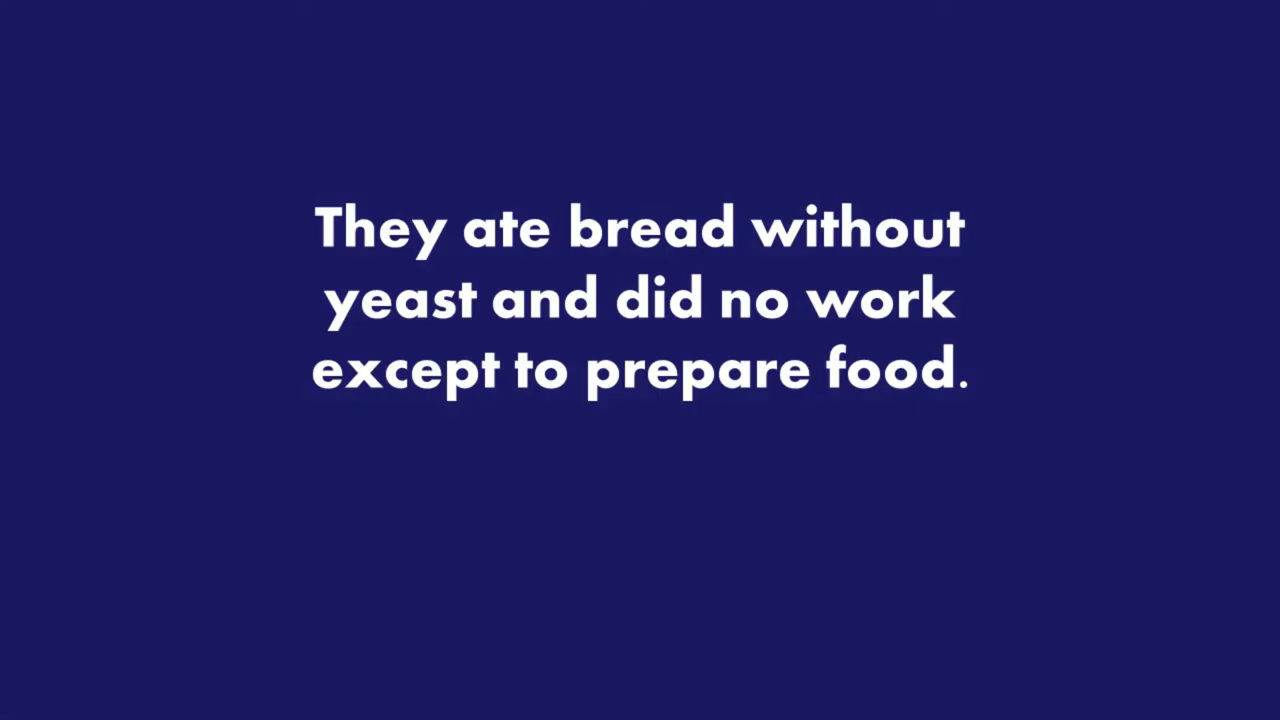 They ate bread without
yeast and did no work
except to prepare food.